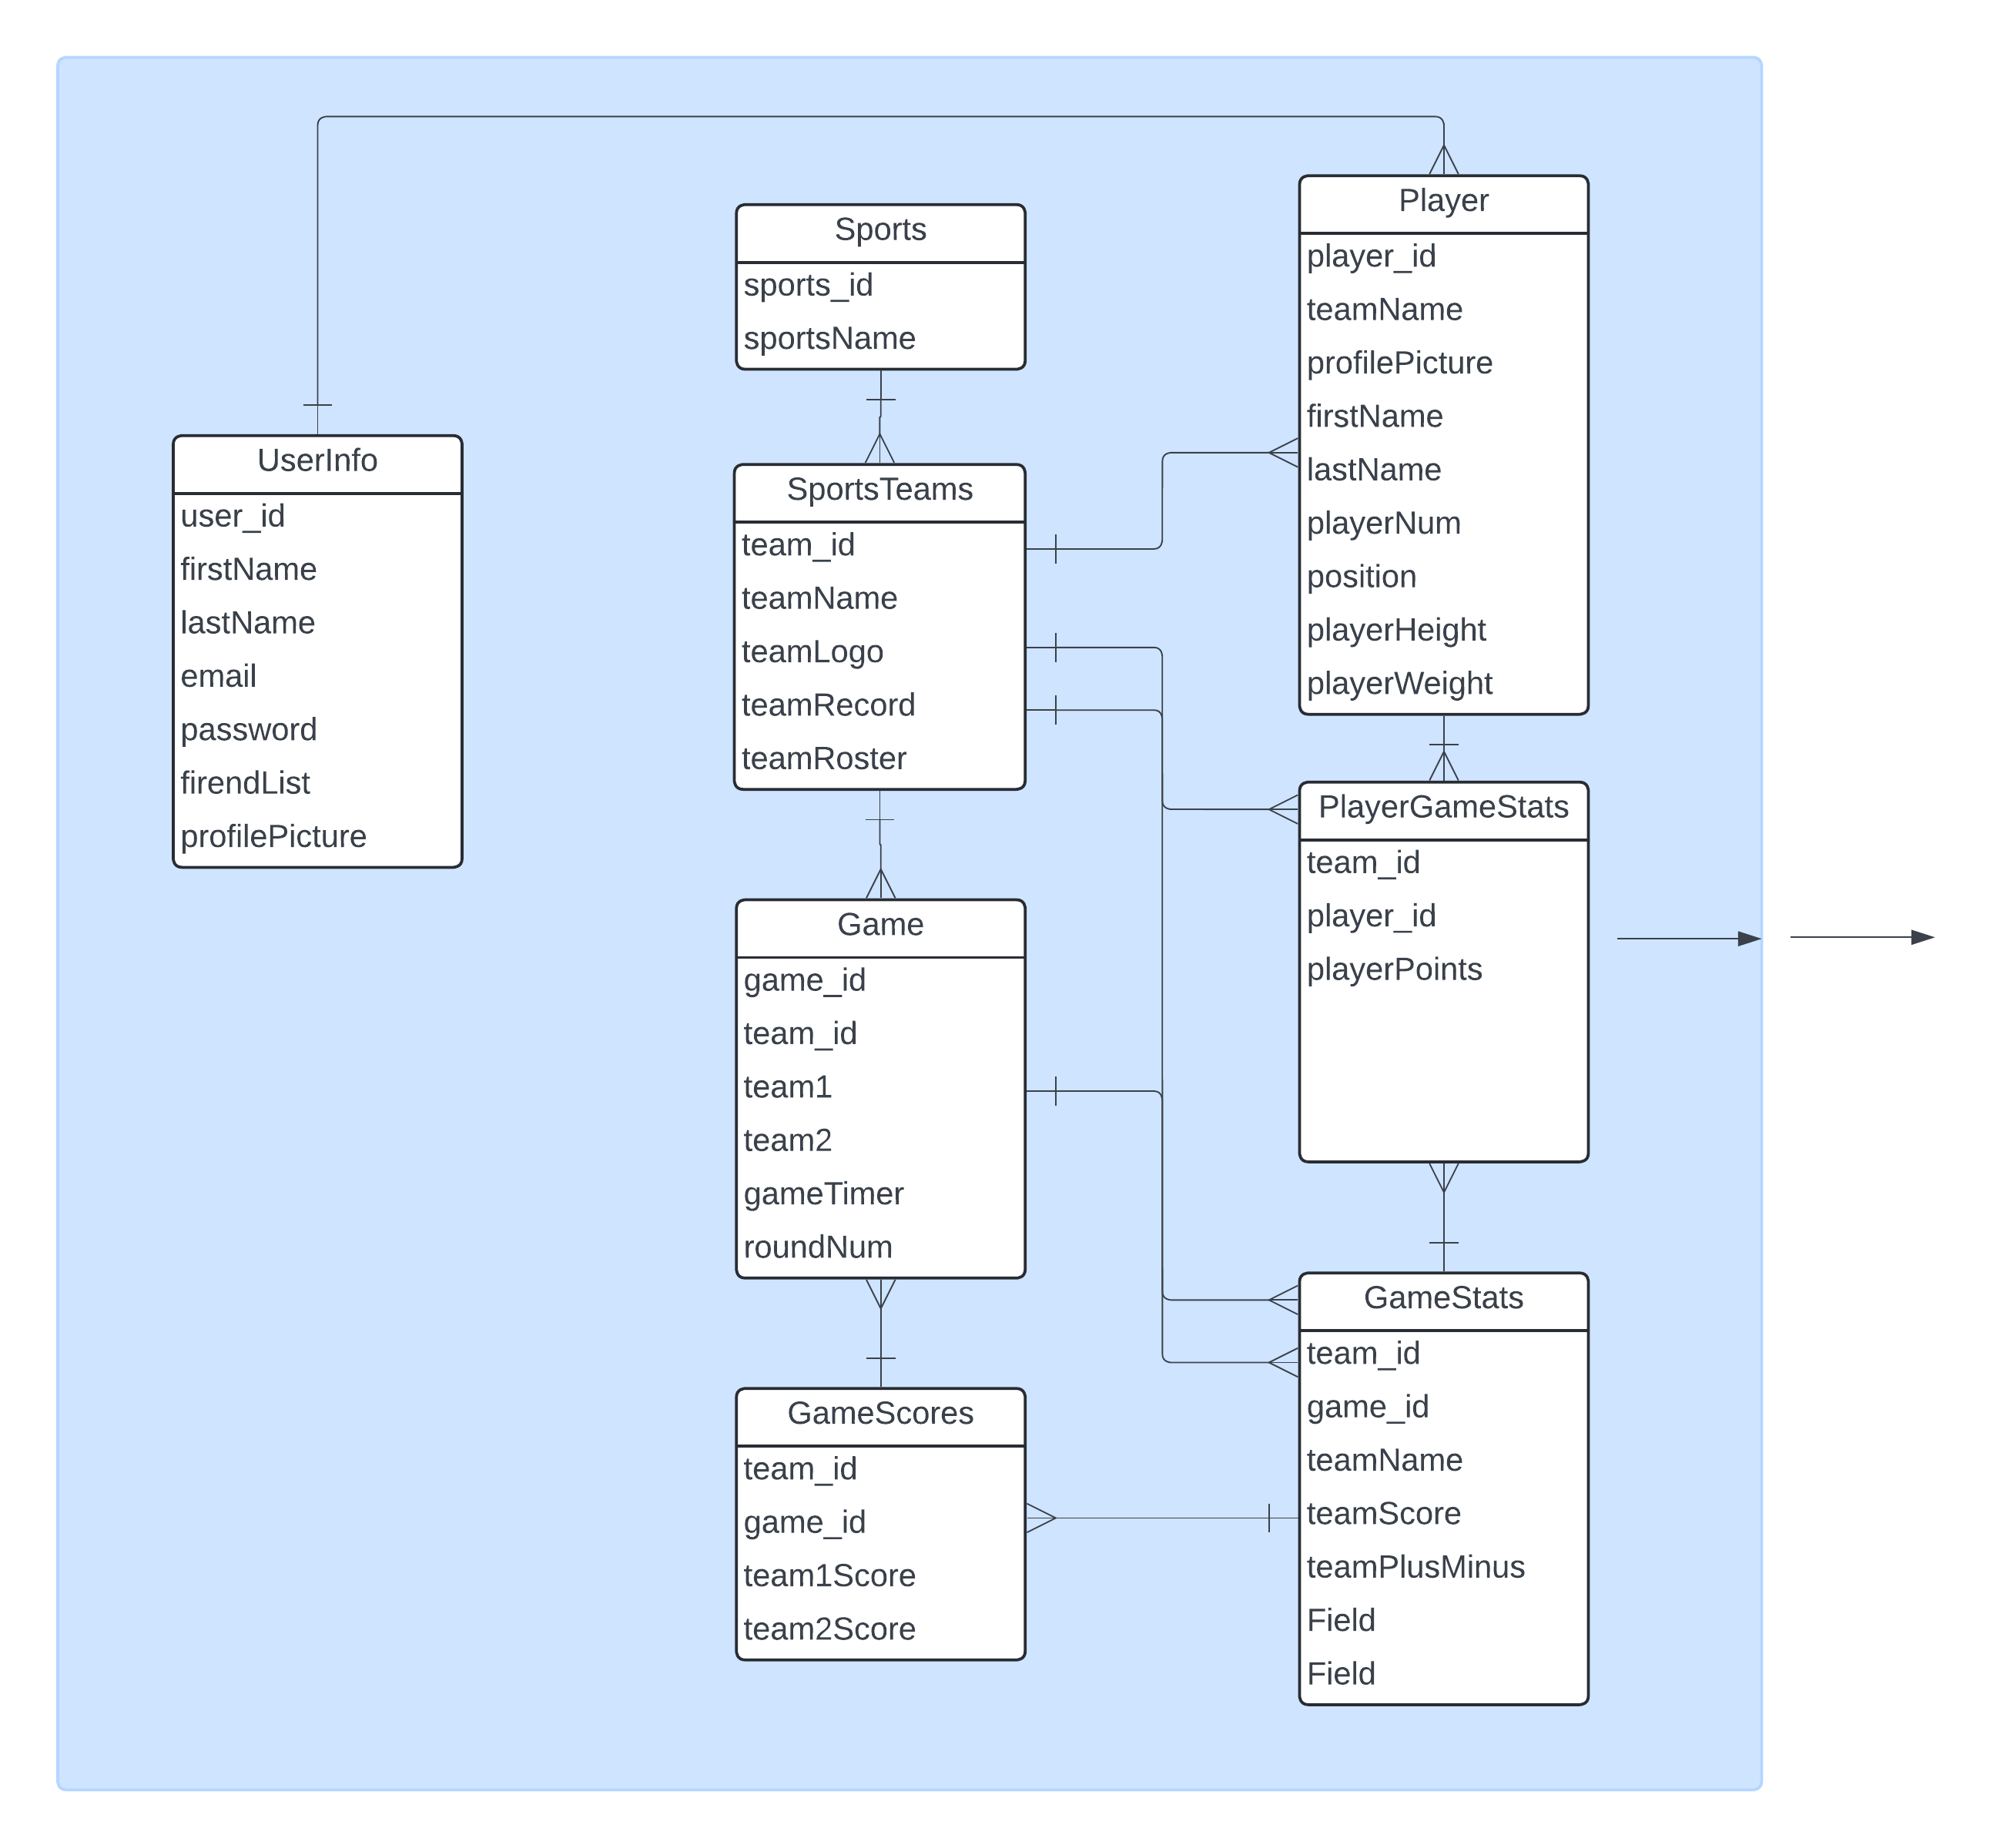 UserInfo
user_id
firstName
lastName
email
password
firendList
profilePicture
Sports
sports_id
sportsName
SportsTeams
team_id
teamName
teamLogo
teamRecord
teamRoster
Game
game_id
team_id
team1
team2
gameTimer
roundNum
GameScores
team_id
game_id
team1Score
team2Score
Player
player_id
teamName
profilePicture
firstName
lastName
playerNum
position
playerHeight
playerWeight
PlayerGameStats
team_id
player_id
playerPoints
GameStats
team_id
game_id
teamName
teamScore
teamPlusMinus
Field
Field